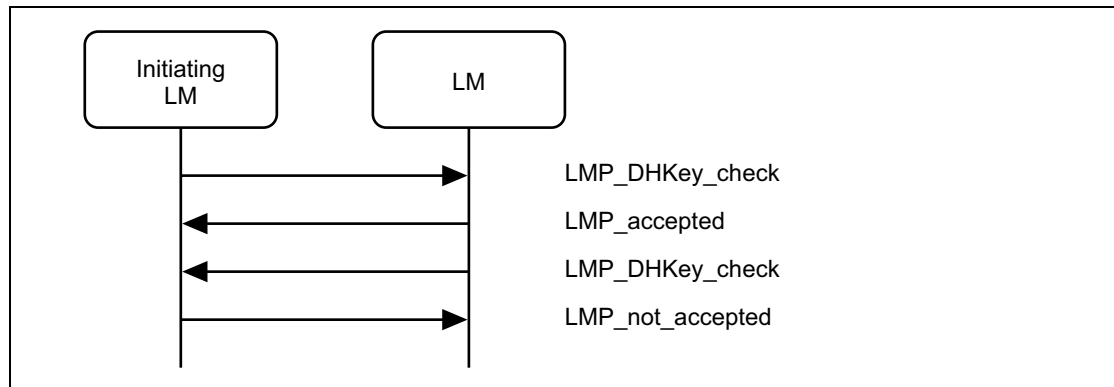 Initiating
LM
LM
LMP_DHKey_check
LMP_accepted
LMP_DHKey_check
LMP_not_accepted